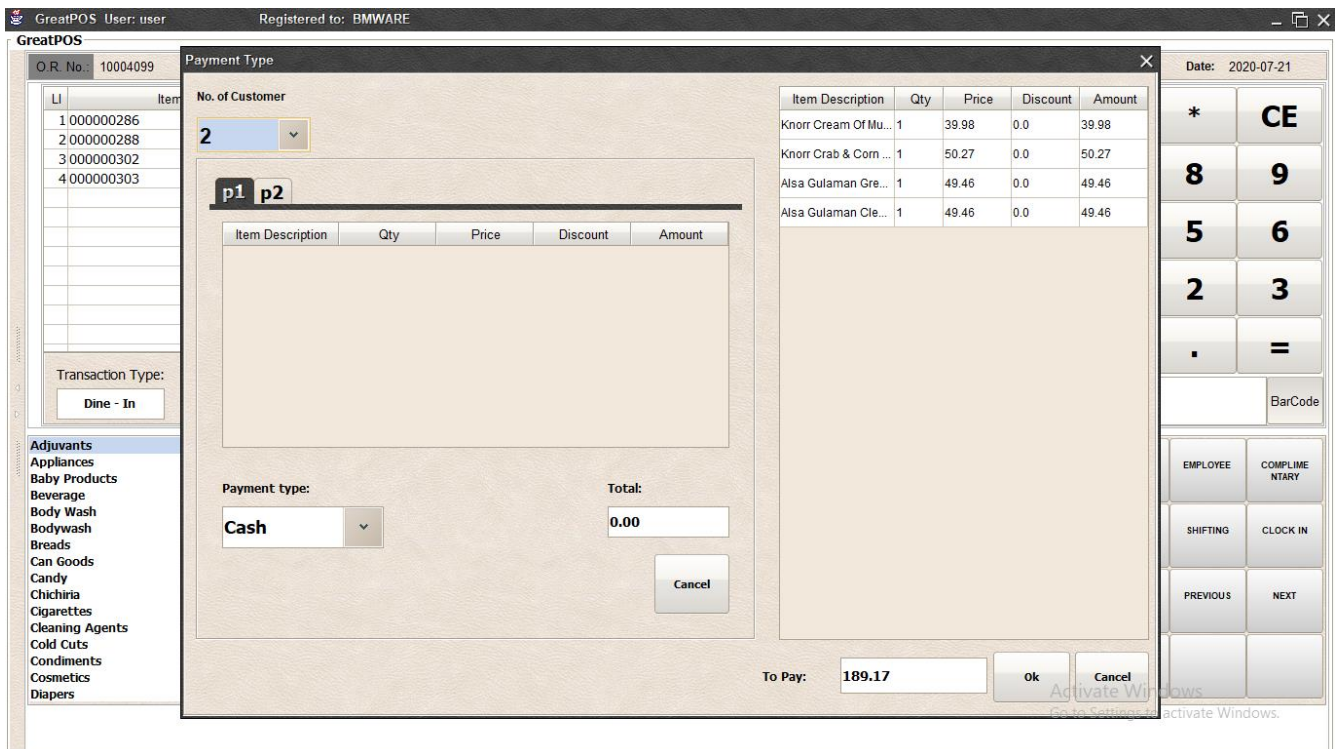 GreatPOS User: user Registered to: BMWARE
GreatPOS
O.R. No.: 10004099
Date: 2020-07-21
LI Item
1 000000286
2 000000288
3 000000302
4 000000303
Transaction Type:
Dine - In
Adjuvants
Appliances
Baby Products
Beverage
Body Wash
Bodywash
Breads
Can Goods
Candy
Chichiria
Cigarettes
Cleaning Agents
Cold Cuts
Condiments
Cosmetics
Diapers
Payment Type
No. of Customer
2
p1 p2
Item Description Qty Price Discount Amount
Payment type:
Cash
Total:
0.00
Cancel
Item Description Qty Price Discount Amount
Knorr Cream Of Mu... 1 39.98 0.0 39.98
Knorr Crab & Corn ... 1 50.27 0.0 50.27
Alsa Gulaman Gre... 1 49.46 0.0 49.46
Alsa Gulaman Cle... 1 49.46 0.0 49.46
To Pay: 189.17 Ok Cancel
* CE
8 9
5 6
2 3
. =
BarCode
EMPLOYEE COMPLIME
NTARY
SHIFTING CLOCK IN
PREVIOUS NEXT
Activate Windows
Go to Settings to activate Windows.